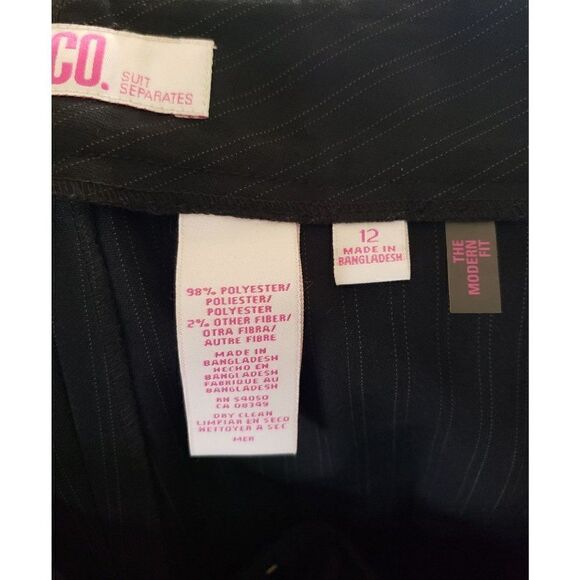 CO.
SUIT
SEPARATES
98% POLYESTER/
POLIESTER/
POLYESTER
2% OTHER FIBER/
OTRA FIBRA/
AUTRE FIBRE
MADE IN
BANGLADESH
HECHO EN
BANGLADESH
FABRIQUE AU
BANGLADESH
RN 54050
CA 08349
DRY CLEAN
LIMPIAR EN SECO
NETTOYER A SEC
MER
12
MADE IN
BANGLADESH
THE
MODERN
FIT